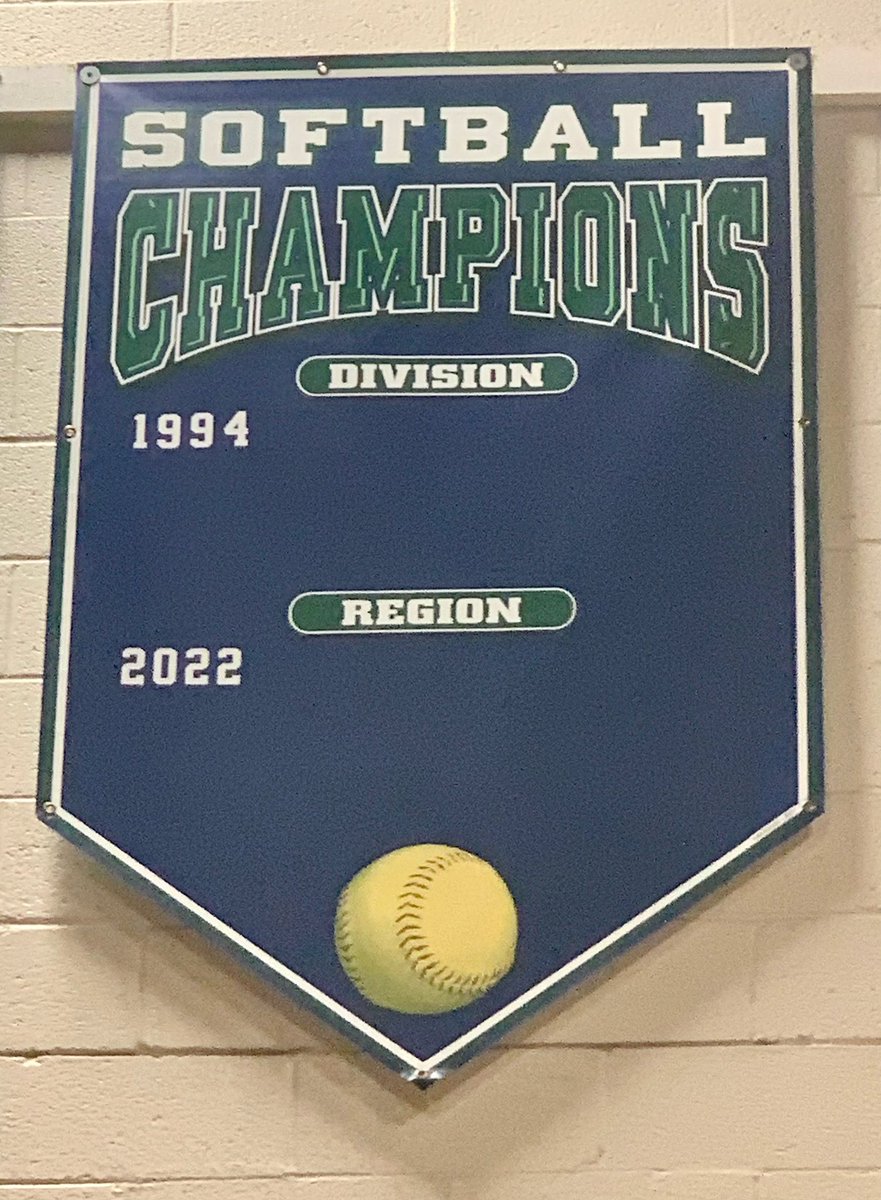 SOFTBALL
CHAMPIONS
DIVISION
1994
REGION
2022